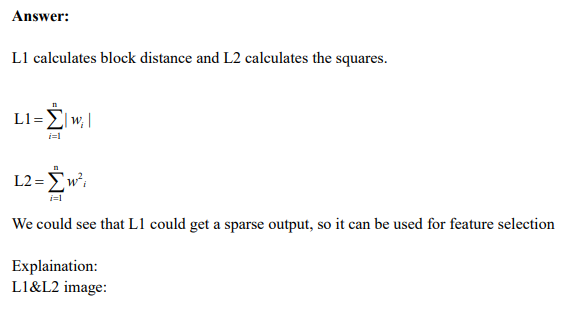 Answer:
L1 calculates block distance and L2 calculates the squares.
L1 = \sum_{i=1}^{n} | w_i |
L2 = \sum_{i=1}^{n} w^2_i
We could see that L1 could get a sparse output, so it can be used for feature selection
Explaination:
L1&L2 image: